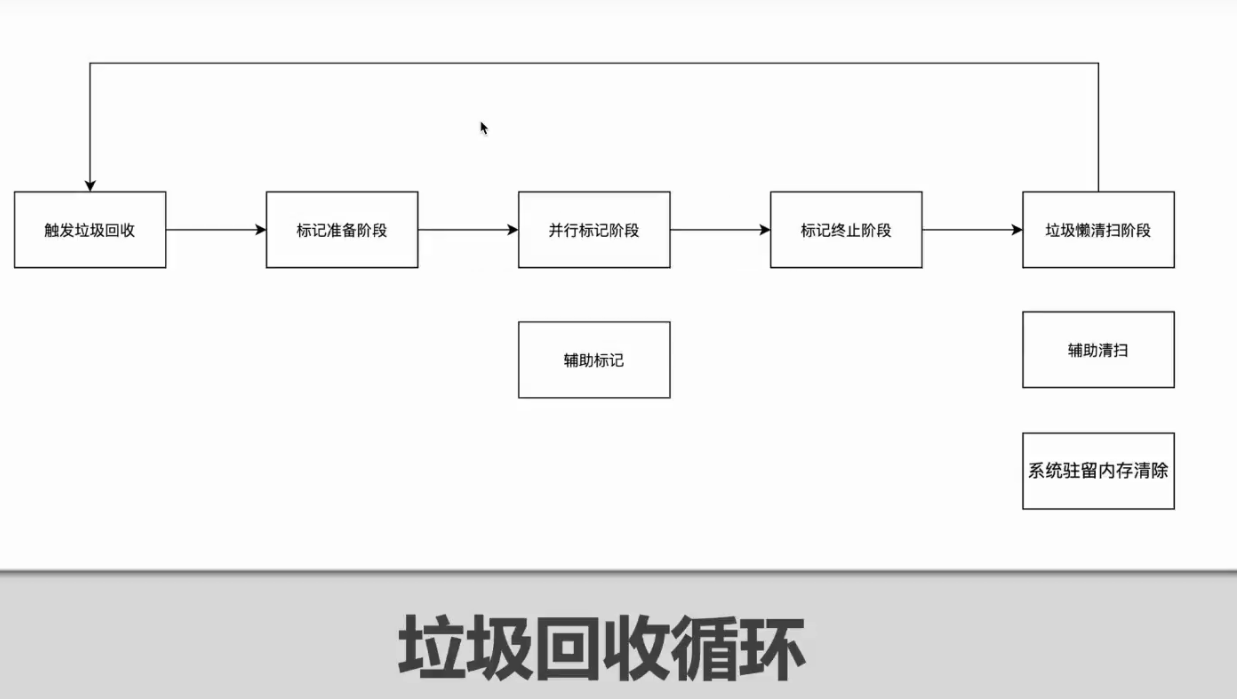 触发垃圾回收
标记准备阶段
并行标记阶段
标记终止阶段
垃圾懒清扫阶段
辅助标记
辅助清扫
系统驻留内存清除
垃圾回收循环